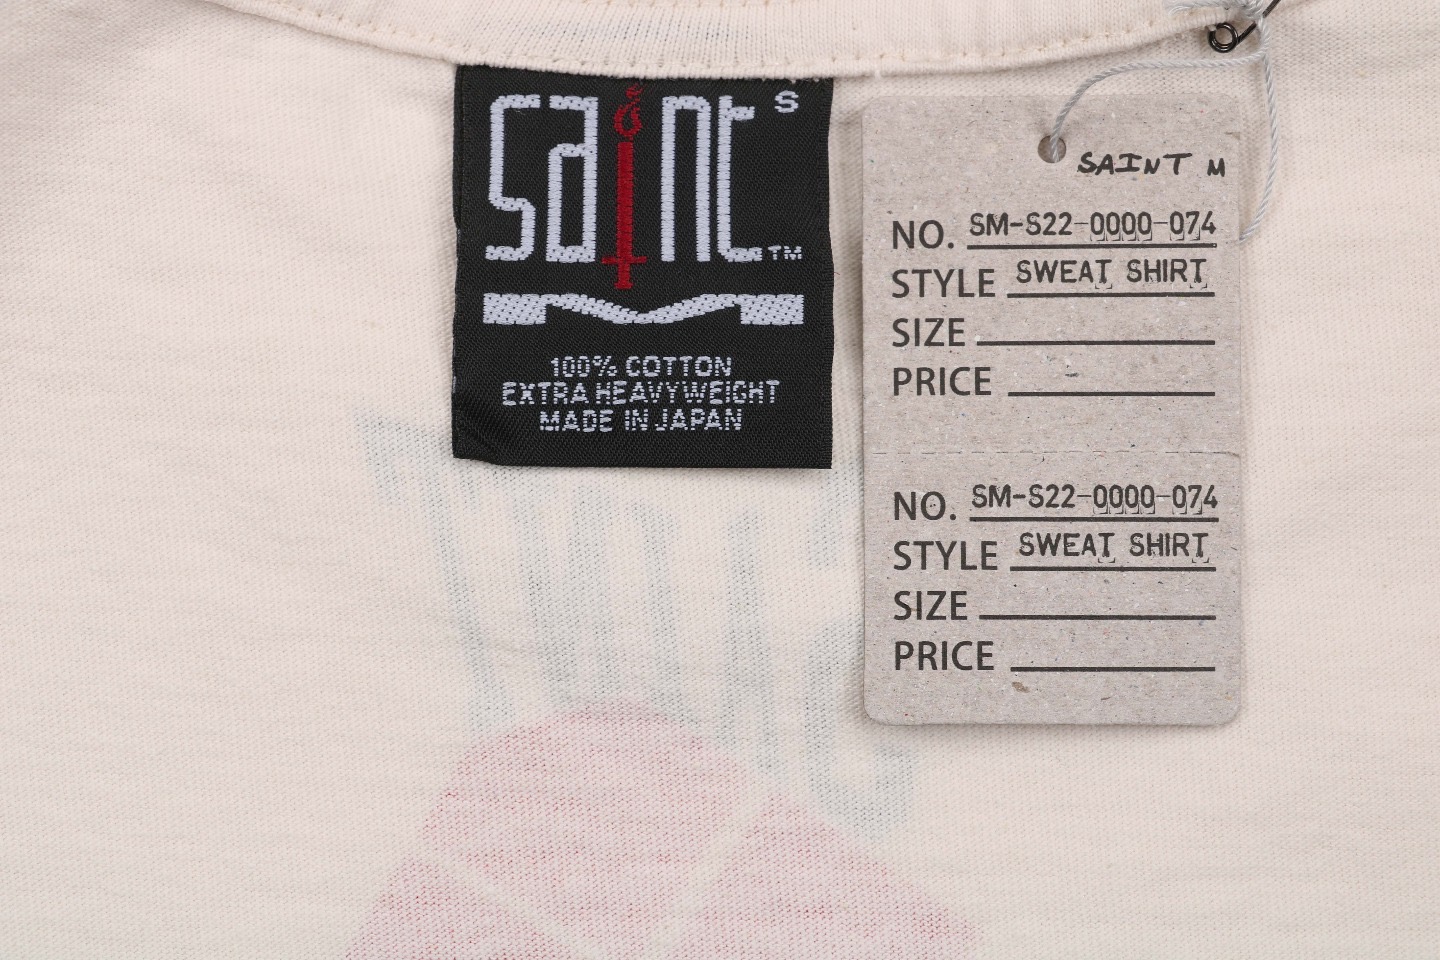 saint S
TM
M
100% COTTON
EXTRA HEAVYWEIGHT
MADE IN JAPAN
SAINT M
NO. SM-S22-0000-074
STYLE SWEAT SHIRT
SIZE
PRICE
NO. SM-S22-0000-074
STYLE SWEAT SHIRT
SIZE
PRICE